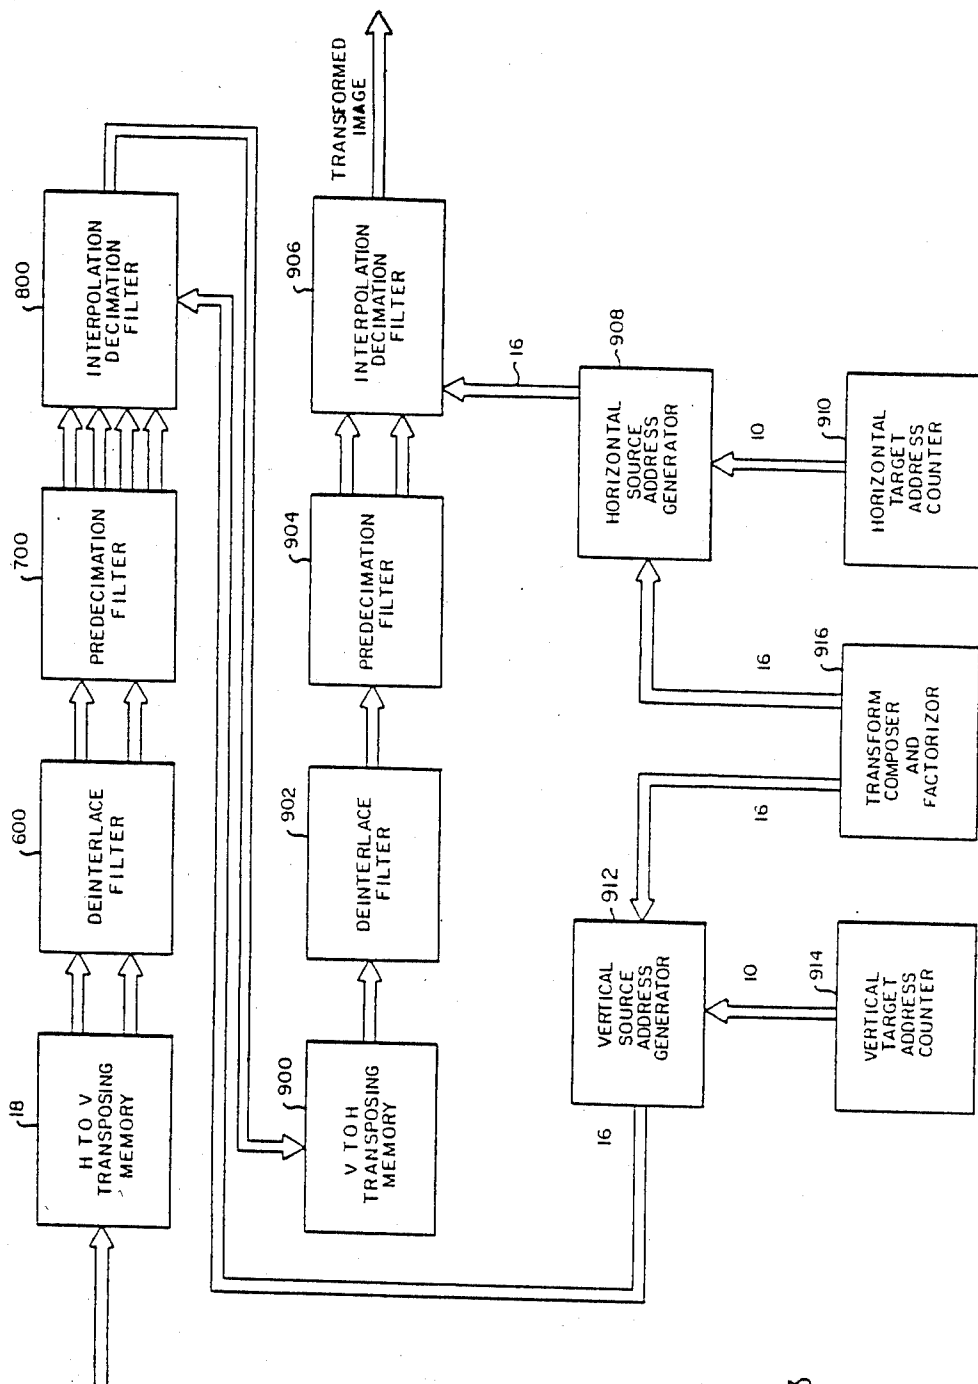 18
H TO V
TRANSPOSING
MEMORY
600
DEINTERLACE
FILTER
700
PREDECIMATION
FILTER
800
INTERPOLATION
DECIMATION
FILTER
900
V TO H
TRANSPOSING
MEMORY
902
DEINTERLACE
FILTER
904
PREDECIMATION
FILTER
906
INTERPOLATION
DECIMATION
FILTER
TRANSFORMED
IMAGE
16
912
VERTICAL
SOURCE
ADDRESS
GENERATOR
16
908
HORIZONTAL
SOURCE
ADDRESS
GENERATOR
10
16
16
10
914
VERTICAL
TARGET
ADDRESS
COUNTER
916
TRANSFORM
COMPOSER
AND
FACTORIZOR
910
HORIZONTAL
TARGET
ADDRESS
COUNTER